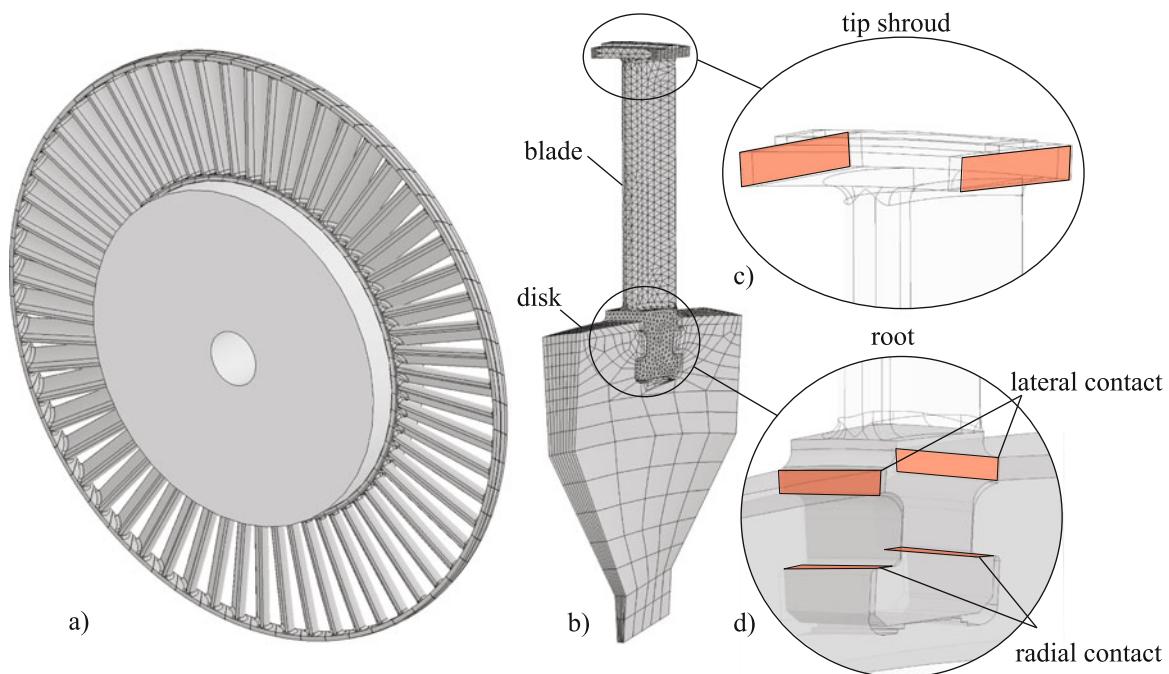 tip shroud
blade
c)
disk
root
lateral contact
a)
b)
d)
radial contact